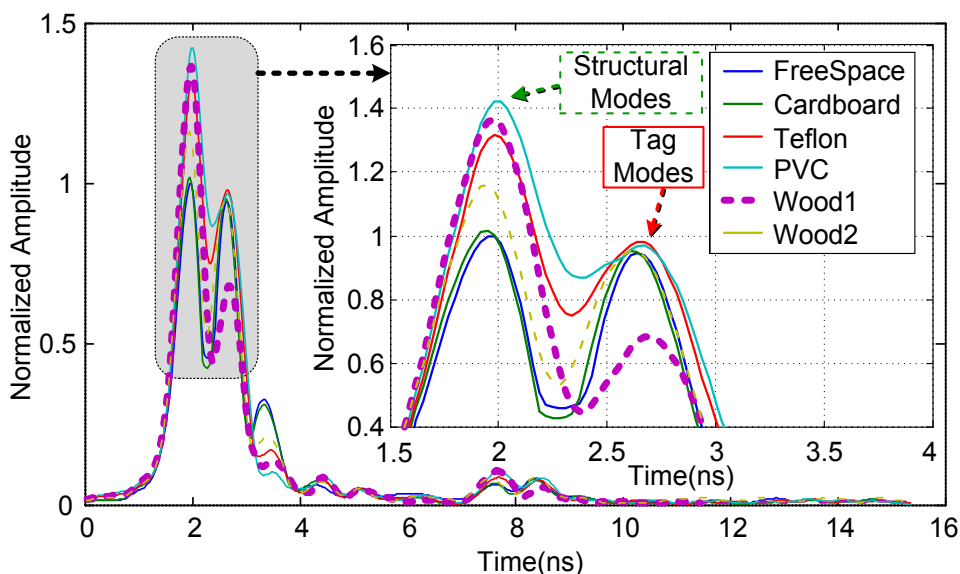 1.5
1
0.5
0
Normalized Amplitude
0 2 4 6 8 10 12 14 16
Time(ns)
1.6
1.4
1.2
1
0.8
0.6
0.4
Normalized Amplitude
1.5 2 2.5 3 3.5 4
Time(ns)
Structural
Modes
Tag
Modes
FreeSpace
Cardboard
Teflon
PVC
Wood1
Wood2